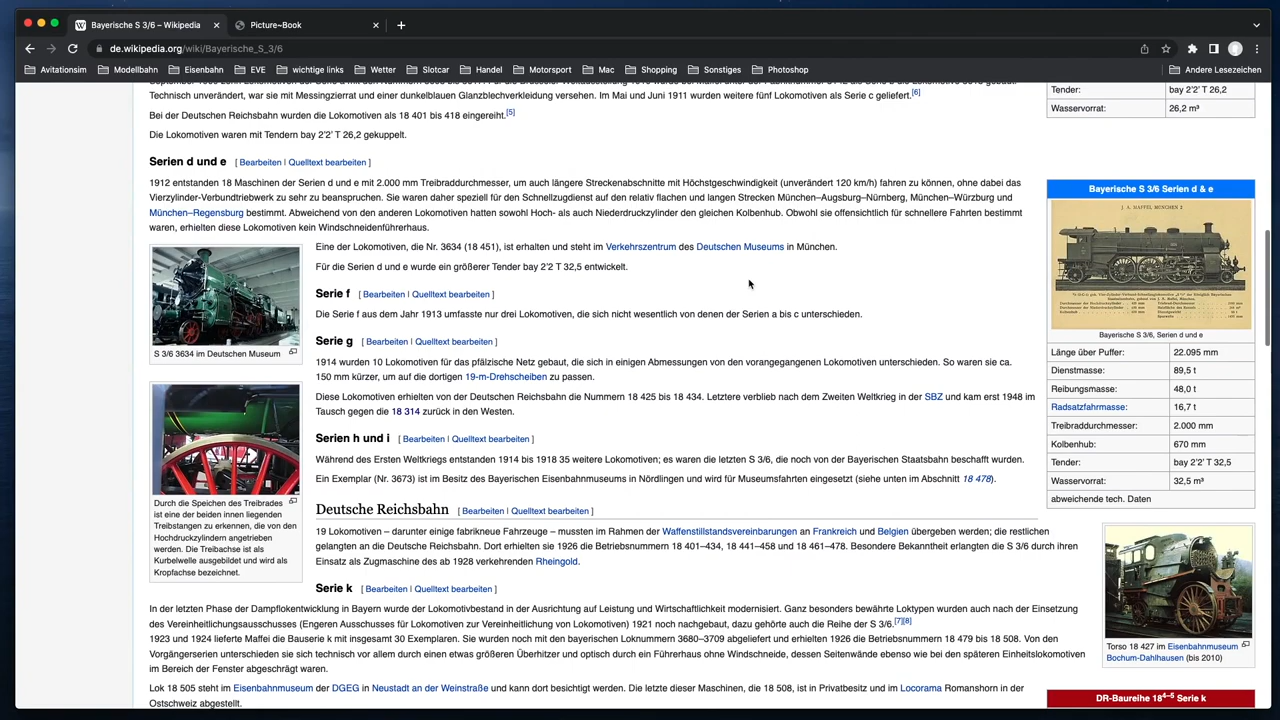 Bayerische S 3/6 – Wikipedia
Picture~Book
de.wikipedia.org/wiki/Bayerische_S_3/6
Avitationsim
Modellbahn
Eisenbahn
EVE
wichtige links
Wetter
Slotcar
Handel
Motorsport
Mac
Shopping
Sonstiges
Photoshop
Andere Lesezeichen
Technisch unverändert, war sie mit Messingzierrat und einer dunkelblauen Glanzblechverkleidung versehen. Im Mai und Juni 1911 wurden weitere fünf Lokomotiven als Serie c geliefert.[6]
Bei der Deutschen Reichsbahn wurden die Lokomotiven als 18 401 bis 418 eingereiht.[5]
Die Lokomotiven waren mit Tendern bay 2'2' T 26,2 gekuppelt.
Tender: bay 2'2' T 26,2
Wasservorrat: 26,2 m³
Serien d und e [ Bearbeiten | Quelltext bearbeiten ]
1912 entstanden 18 Maschinen der Serien d und e mit 2.000 mm Treibraddurchmesser, um auch längere Streckenabschnitte mit Höchstgeschwindigkeit (unverändert 120 km/h) fahren zu können, ohne dabei das
Vierzylinder-Verbundtriebwerk zu sehr zu beanspruchen. Sie waren daher speziell für den Schnellzugdienst auf den relativ flachen und langen Strecken München–Augsburg–Nürnberg, München–Würzburg und
München–Regensburg bestimmt. Abweichend von den anderen Lokomotiven hatten sowohl Hoch- als auch Niederdruckzylinder den gleichen Kolbenhub. Obwohl sie offensichtlich für schnellere Fahrten bestimmt
waren, erhielten diese Lokomotiven kein Windschneidenführerhaus.
Eine der Lokomotiven, die Nr. 3634 (18 451), ist erhalten und steht im Verkehrszentrum des Deutschen Museums in München.
Für die Serien d und e wurde ein größerer Tender bay 2'2 T 32,5 entwickelt.
S 3/6 3634 im Deutschen Museum
Serie f [ Bearbeiten | Quelltext bearbeiten ]
Die Serie f aus dem Jahr 1913 umfasste nur drei Lokomotiven, die sich nicht wesentlich von denen der Serien a bis c unterschieden.
Serie g [ Bearbeiten | Quelltext bearbeiten ]
1914 wurden 10 Lokomotiven für das pfälzische Netz gebaut, die sich in einigen Abmessungen von den vorangegangenen Lokomotiven unterschieden. So waren sie ca.
150 mm kürzer, um auf die dortigen 19-m-Drehscheiben zu passen.
Diese Lokomotiven erhielten von der Deutschen Reichsbahn die Nummern 18 425 bis 18 434. Letztere verblieb nach dem Zweiten Weltkrieg in der SBZ und kam erst 1948 im
Tausch gegen die 18 314 zurück in den Westen.
Serien h und i [ Bearbeiten | Quelltext bearbeiten ]
Während des Ersten Weltkriegs entstanden 1914 bis 1918 35 weitere Lokomotiven; es waren die letzten S 3/6, die noch von der Bayerischen Staatsbahn beschafft wurden.
Ein Exemplar (Nr. 3673) ist im Besitz des Bayerischen Eisenbahnmuseums in Nördlingen und wird für Museumsfahrten eingesetzt (siehe unten im Abschnitt 18 478).
Durch die Speichen des Treibrades
ist eine der beiden innen liegenden
Treibstangen zu erkennen, die von den
Hochdruckzylindern angetrieben
werden. Die Treibachse ist als
Kurbelwelle ausgebildet und wird als
Kropfachse bezeichnet.
Deutsche Reichsbahn [ Bearbeiten | Quelltext bearbeiten ]
19 Lokomotiven – darunter einige fabrikneue Fahrzeuge – mussten im Rahmen der Waffenstillstandsvereinbarungen an Frankreich und Belgien übergeben werden; die restlichen
gelangten an die Deutsche Reichsbahn. Dort erhielten sie 1926 die Betriebsnummern 18 401–434, 18 441–458 und 18 461–478. Besondere Bekanntheit erlangten die S 3/6 durch ihren
Einsatz als Zugmaschine des ab 1928 verkehrenden Rheingold.
Serie k [ Bearbeiten | Quelltext bearbeiten ]
In der letzten Phase der Dampflokentwicklung in Bayern wurde der Lokomotivbestand in der Ausrichtung auf Leistung und Wirtschaftlichkeit modernisiert. Ganz besonders bewährte Loktypen wurden auch nach der Einsetzung
des Vereinheitlichungsausschusses (Engeren Ausschusses für Lokomotiven zur Vereinheitlichung von Lokomotiven) 1921 noch nachgebaut, dazu gehörte auch die Reihe der S 3/6.[7][8]
1923 und 1924 lieferte Maffei die Bauserie k mit insgesamt 30 Exemplaren. Sie wurden noch mit den bayerischen Loknummern 3680–3709 abgeliefert und erhielten 1926 die Betriebsnummern 18 479 bis 18 508. Von den
Vorgängerserien unterschieden sie sich technisch vor allem durch einen etwas größeren Überhitzer und optisch durch ein Führerhaus ohne Windschneide, dessen Seitenwände ebenso wie bei den späteren Einheitslokomotiven
im Bereich der Fenster abgeschrägt waren.
Lok 18 505 steht im Eisenbahnmuseum der DGEG in Neustadt an der Weinstraße und kann dort besichtigt werden. Die letzte dieser Maschinen, die 18 508, ist in Privatbesitz und im Locorama Romanshorn in der
Ostschweiz abgestellt.
Bayerische S 3/6 Serien d & e
J. A. MAFFEI, MÜNCHEN 2
Bayerische S 3/6, Serien d und e
Länge über Puffer: 22.095 mm
Dienstmasse: 89,5 t
Reibungsmasse: 48,0 t
Radsatzfahrmasse: 16,7 t
Treibraddurchmesser: 2.000 mm
Kolbenhub: 670 mm
Tender: bay 2'2' T 32,5
Wasservorrat: 32,5 m³
abweichende tech. Daten
Torso 18 427 im Eisenbahnmuseum
Bochum-Dahlhausen (bis 2010)
DR-Baureihe 18⁴⁻⁵ Serie k